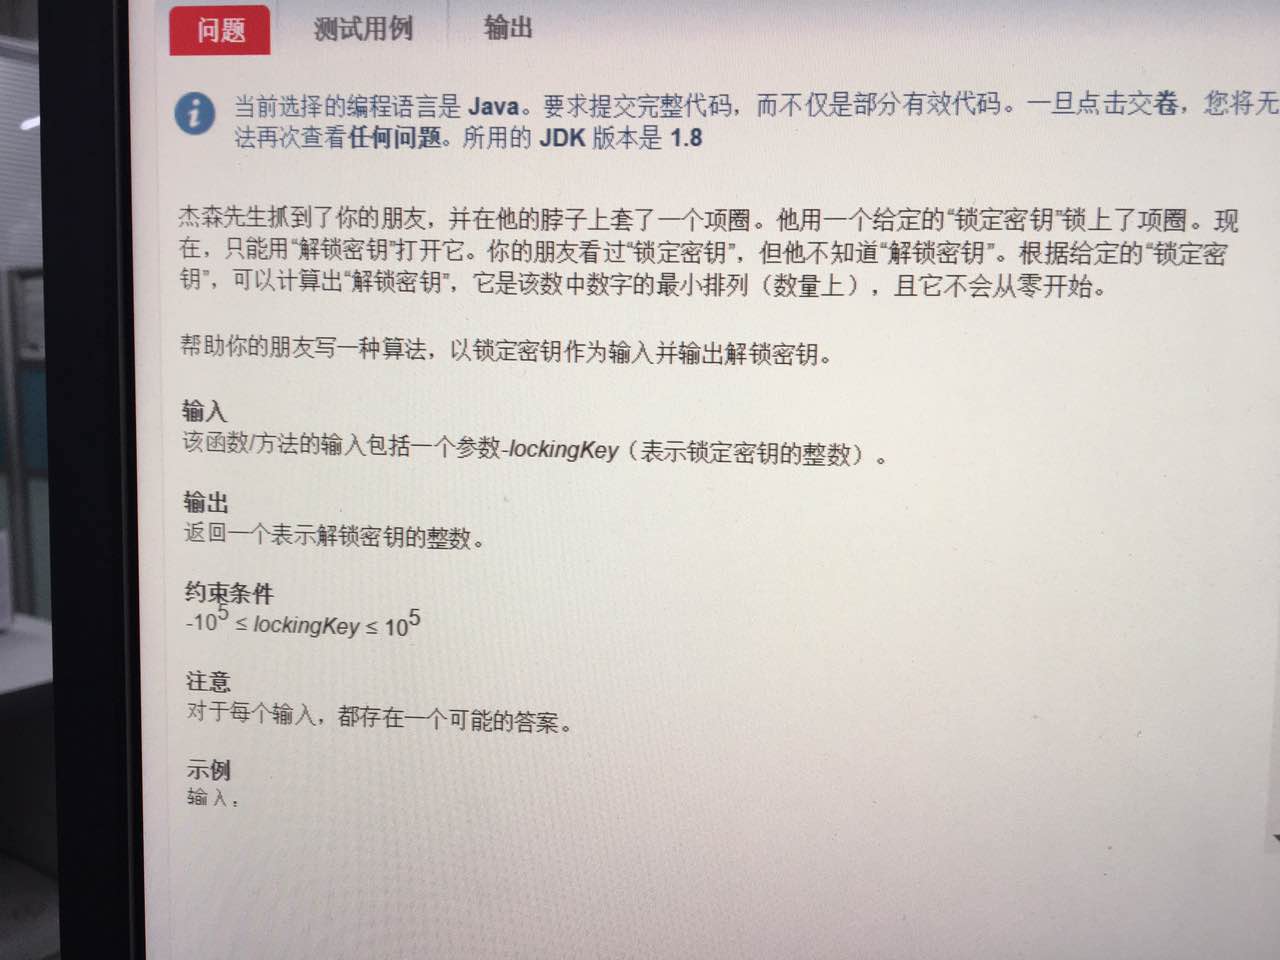 问题 测试用例 输出
当前选择的编程语言是 Java。要求提交完整代码，而不仅是部分有效代码。一旦点击交卷，您将无
法再次查看任何问题。所用的 JDK 版本是 1.8
杰森先生抓到了你的朋友，并在他的脖子上套了一个项圈。他用一个给定的“锁定密钥”锁上了项圈。现
在，只能用“解锁密钥”打开它。你的朋友看过“锁定密钥”，但他不知道“解锁密钥”。根据给定的“锁定密
钥”，可以计算出“解锁密钥”，它是该数中数字的最小排列（数量上），且它不会从零开始。
帮助你的朋友写一种算法，以锁定密钥作为输入并输出解锁密钥。
输入
该函数/方法的输入包括一个参数-lockingKey（表示锁定密钥的整数）。
输出
返回一个表示解锁密钥的整数。
约束条件
-10^5 ≤ lockingKey ≤ 10^5
注意
对于每个输入，都存在一个可能的答案。
示例
输入：